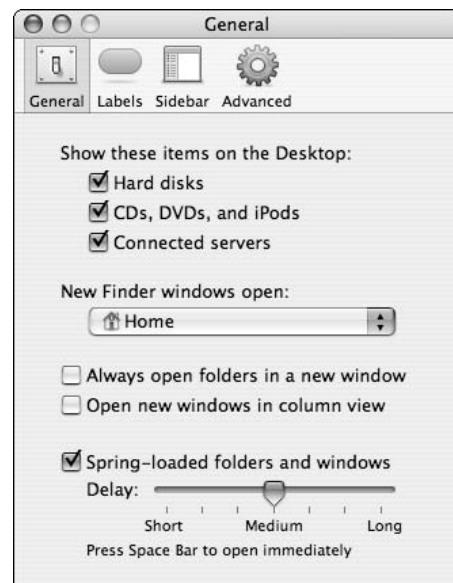 General
General Labels Sidebar Advanced
Show these items on the Desktop:
Hard disks
CDs, DVDs, and iPods
Connected servers
New Finder windows open:
Home
Always open folders in a new window
Open new windows in column view
Spring-loaded folders and windows
Delay:
Short Medium Long
Press Space Bar to open immediately